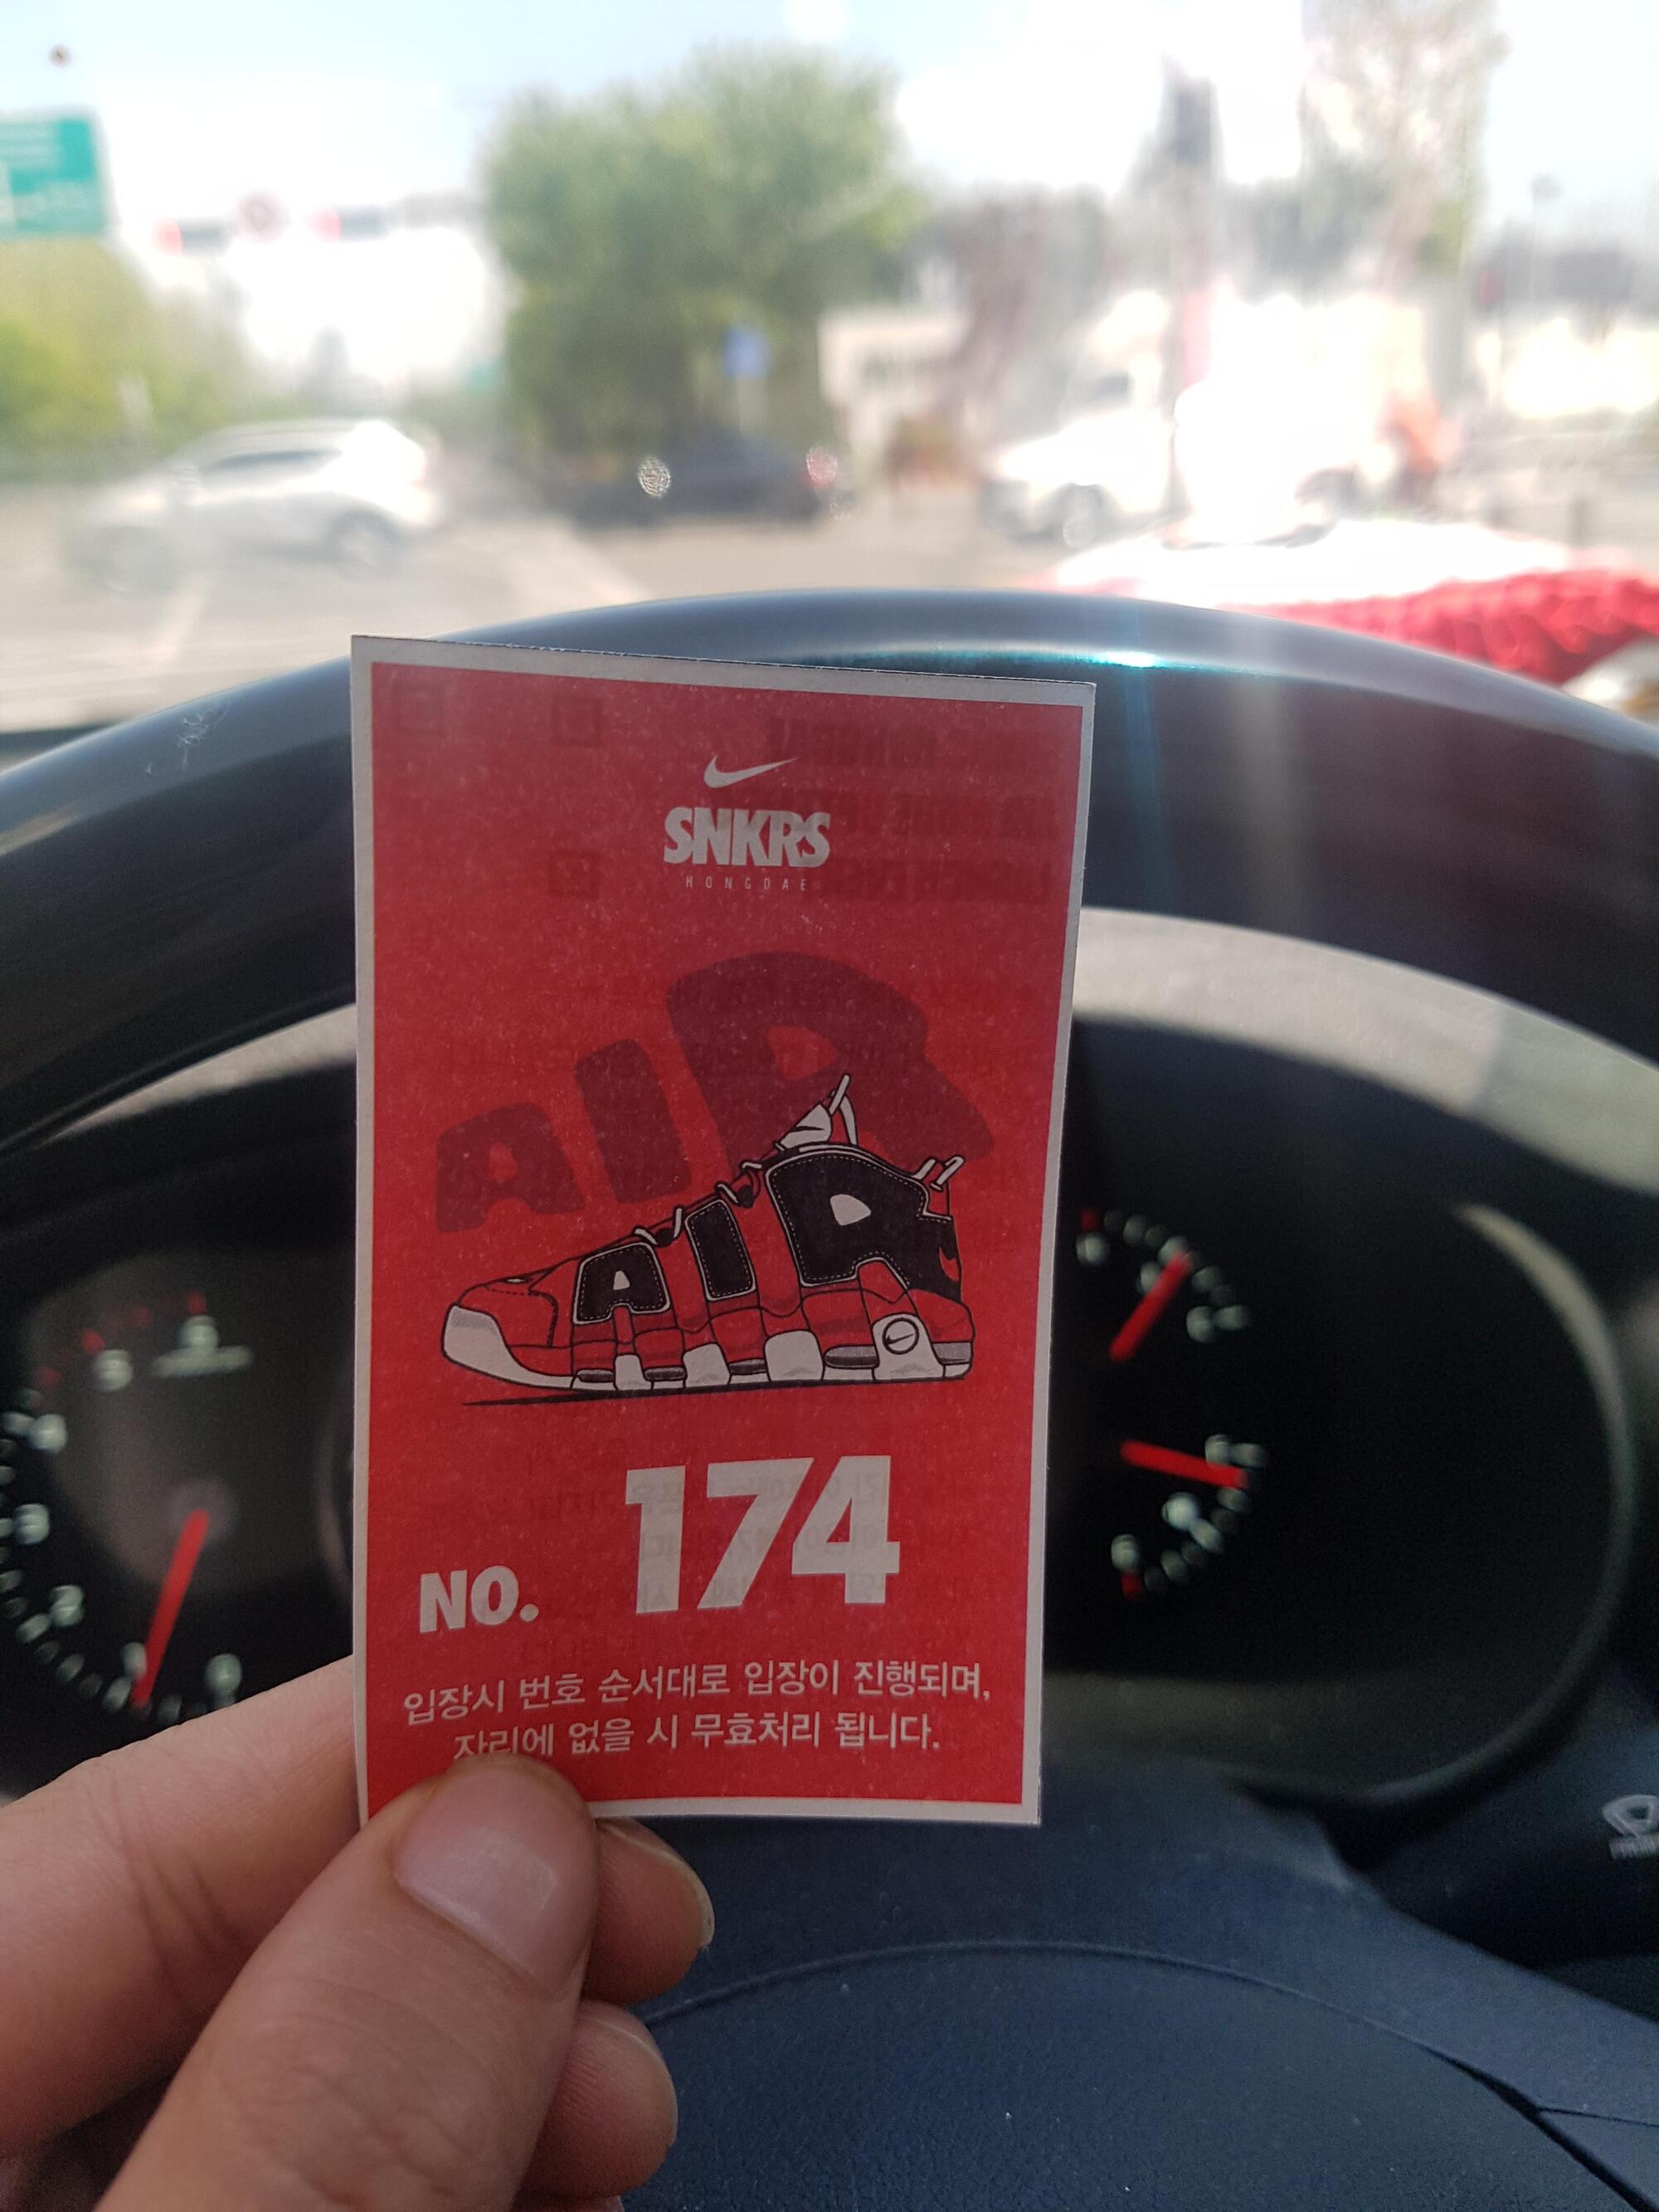 SNKRS
HONGDAE
AIR
AIR
NO. 174
입장시 번호 순서대로 입장이 진행되며,
자리에 없을 시 무효처리 됩니다.